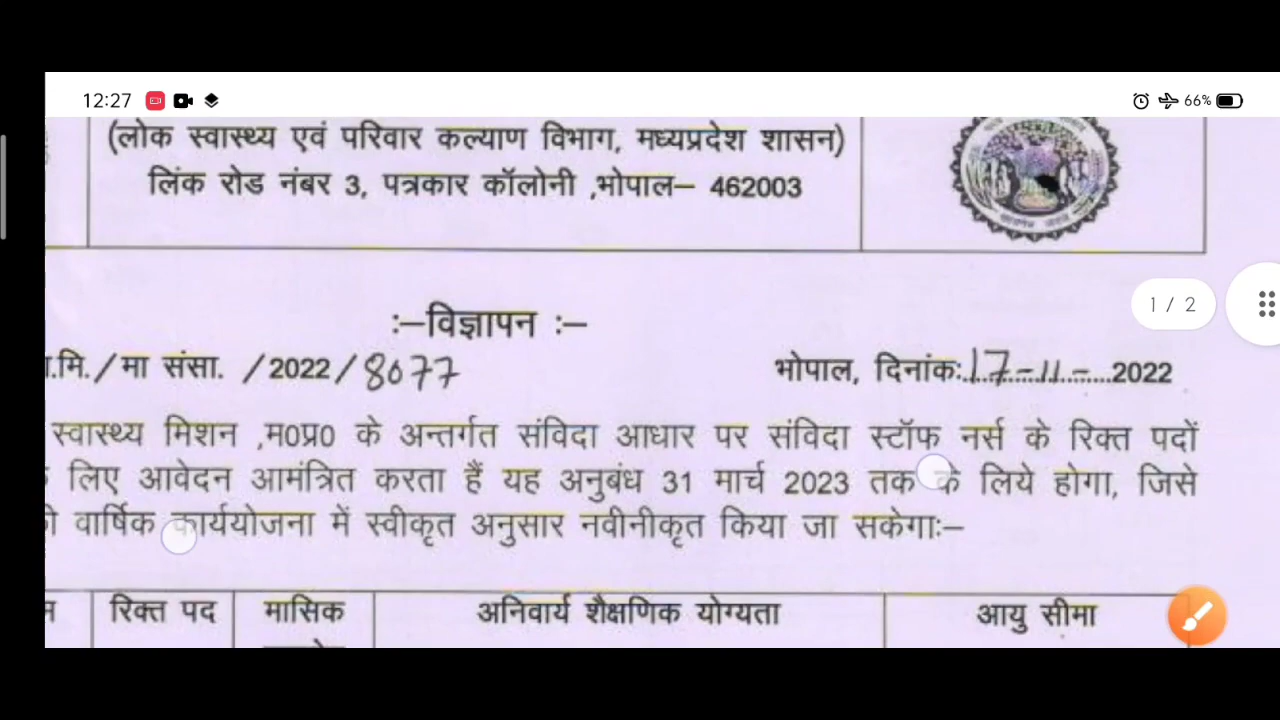 12:27
66%
(लोक स्वास्थ्य एवं परिवार कल्याण विभाग, मध्यप्रदेश शासन)
लिंक रोड नंबर 3, पत्रकार कॉलोनी ,भोपाल– 462003
1 / 2
:–विज्ञापन :–
.मि./मा संसा. /2022/8077 भोपाल, दिनांक:..17-11-...2022
स्वास्थ्य मिशन ,म0प्र0 के अन्तर्गत संविदा आधार पर संविदा स्टॉफ नर्स के रिक्त पदों
लिए आवेदन आमंत्रित करता हैं यह अनुबंध 31 मार्च 2023 तक के लिये होगा, जिसे
वार्षिक कार्ययोजना में स्वीकृत अनुसार नवीनीकृत किया जा सकेगाः–
रिक्त पद मासिक अनिवार्य शैक्षणिक योग्यता आयु सीमा